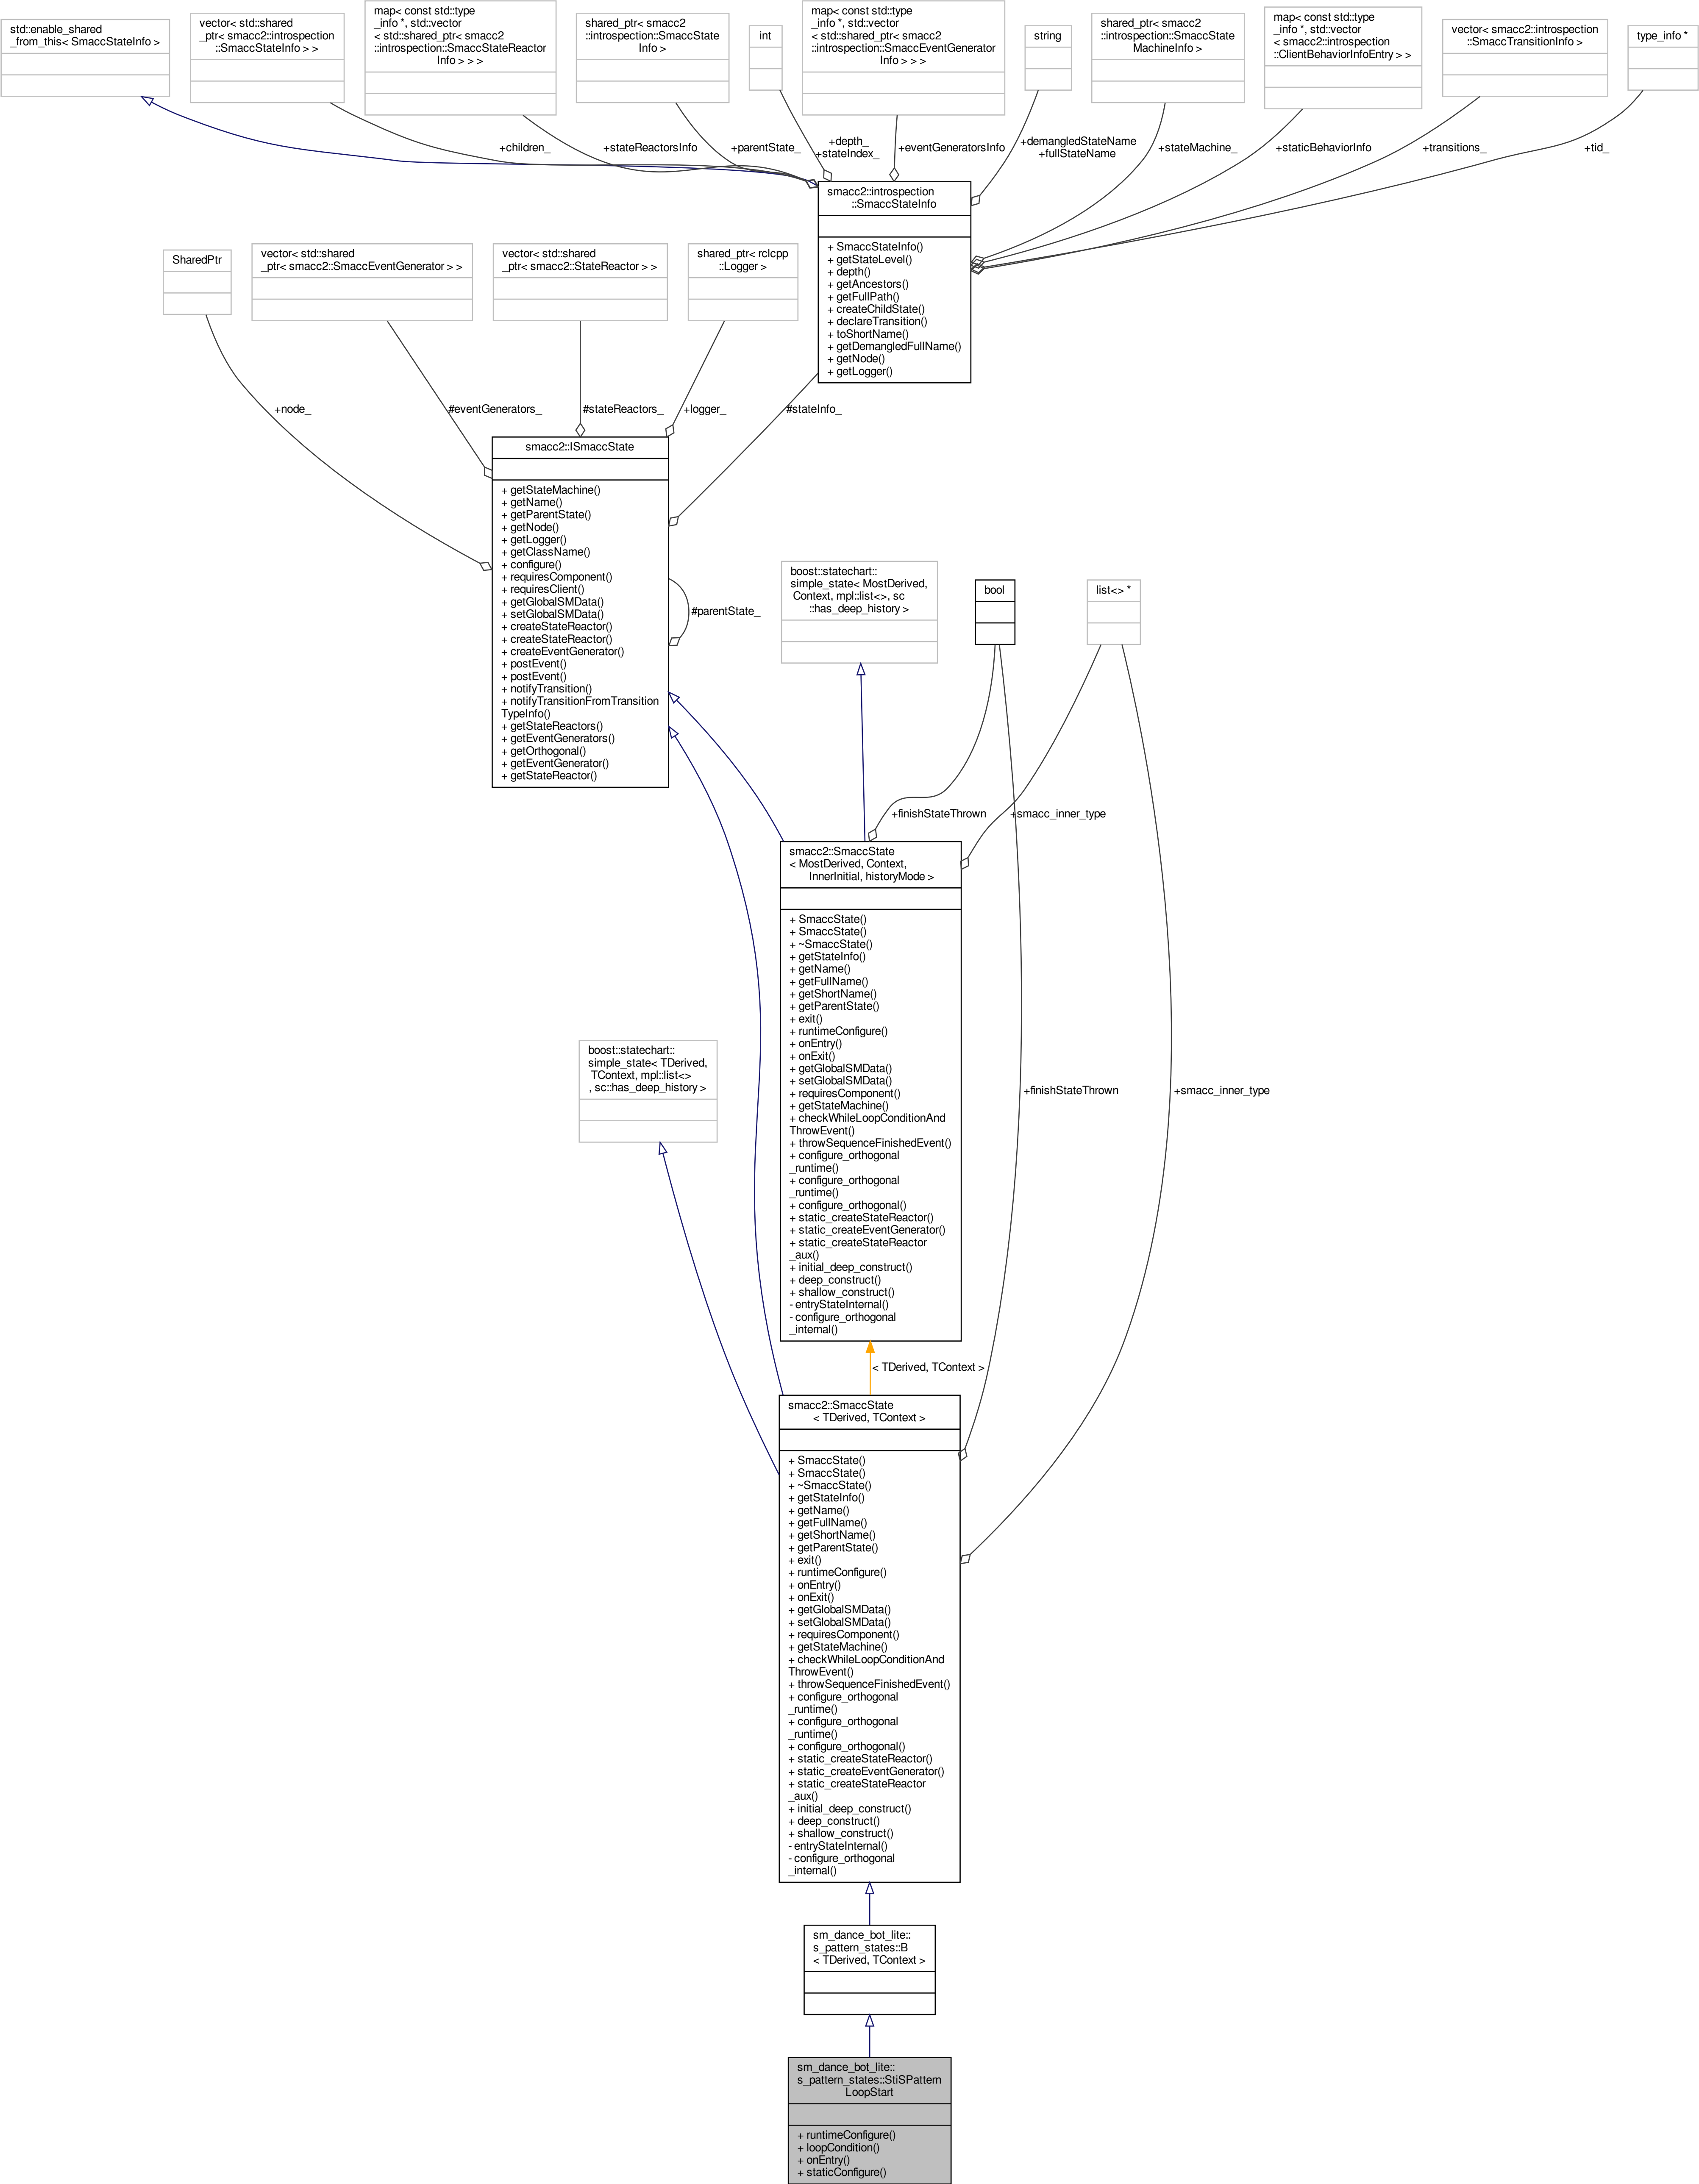 std::enable_shared
_from_this< SmaccStateInfo >
vector< std::shared
_ptr< smacc2::introspection
::SmaccStateInfo > >
map< const std::type
_info *, std::vector
< std::shared_ptr< smacc2
::introspection::SmaccStateReactor
Info > > >
shared_ptr< smacc2
::introspection::SmaccState
Info >
int
map< const std::type
_info *, std::vector
< std::shared_ptr< smacc2
::introspection::SmaccEventGenerator
Info > > >
string
shared_ptr< smacc2
::introspection::SmaccState
MachineInfo >
map< const std::type
_info *, std::vector
< smacc2::introspection
::ClientBehaviorInfoEntry > >
vector< smacc2::introspection
::SmaccTransitionInfo >
type_info *
+children_
+stateReactorsInfo
+parentState_
+depth_
+stateIndex_
+eventGeneratorsInfo
+demangledStateName
+fullStateName
+stateMachine_
+staticBehaviorInfo
+transitions_
+tid_
smacc2::introspection
::SmaccStateInfo
+ SmaccStateInfo()
+ getStateLevel()
+ depth()
+ getAncestors()
+ getFullPath()
+ createChildState()
+ declareTransition()
+ toShortName()
+ getDemangledFullName()
+ getNode()
+ getLogger()
SharedPtr
vector< std::shared
_ptr< smacc2::SmaccEventGenerator > >
vector< std::shared
_ptr< smacc2::StateReactor > >
shared_ptr< rclcpp
::Logger >
+node_
#eventGenerators_
#stateReactors_
+logger_
#stateInfo_
smacc2::ISmaccState
+ getStateMachine()
+ getName()
+ getParentState()
+ getNode()
+ getLogger()
+ getClassName()
+ configure()
+ requiresComponent()
+ requiresClient()
+ getGlobalSMData()
+ setGlobalSMData()
+ createStateReactor()
+ createStateReactor()
+ createEventGenerator()
+ postEvent()
+ postEvent()
+ notifyTransition()
+ notifyTransitionFromTransition
TypeInfo()
+ getStateReactors()
+ getEventGenerators()
+ getOrthogonal()
+ getEventGenerator()
+ getStateReactor()
#parentState_
boost::statechart::
simple_state< MostDerived,
Context, mpl::list<>, sc
::has_deep_history >
bool
list<> *
+finishStateThrown
+smacc_inner_type
smacc2::SmaccState
< MostDerived, Context,
InnerInitial, historyMode >
+ SmaccState()
+ SmaccState()
+ ~SmaccState()
+ getStateInfo()
+ getName()
+ getFullName()
+ getShortName()
+ getParentState()
+ exit()
+ runtimeConfigure()
+ onEntry()
+ onExit()
+ getGlobalSMData()
+ setGlobalSMData()
+ requiresComponent()
+ getStateMachine()
+ checkWhileLoopConditionAnd
ThrowEvent()
+ throwSequenceFinishedEvent()
+ configure_orthogonal
_runtime()
+ configure_orthogonal
_runtime()
+ configure_orthogonal()
+ static_createStateReactor()
+ static_createEventGenerator()
+ static_createStateReactor
_aux()
+ initial_deep_construct()
+ deep_construct()
+ shallow_construct()
- entryStateInternal()
- configure_orthogonal
_internal()
boost::statechart::
simple_state< TDerived,
TContext, mpl::list<>
, sc::has_deep_history >
+finishStateThrown
+smacc_inner_type
< TDerived, TContext >
smacc2::SmaccState
< TDerived, TContext >
+ SmaccState()
+ SmaccState()
+ ~SmaccState()
+ getStateInfo()
+ getName()
+ getFullName()
+ getShortName()
+ getParentState()
+ exit()
+ runtimeConfigure()
+ onEntry()
+ onExit()
+ getGlobalSMData()
+ setGlobalSMData()
+ requiresComponent()
+ getStateMachine()
+ checkWhileLoopConditionAnd
ThrowEvent()
+ throwSequenceFinishedEvent()
+ configure_orthogonal
_runtime()
+ configure_orthogonal
_runtime()
+ configure_orthogonal()
+ static_createStateReactor()
+ static_createEventGenerator()
+ static_createStateReactor
_aux()
+ initial_deep_construct()
+ deep_construct()
+ shallow_construct()
- entryStateInternal()
- configure_orthogonal
_internal()
sm_dance_bot_lite::
s_pattern_states::B
< TDerived, TContext >
sm_dance_bot_lite::
s_pattern_states::StiSPattern
LoopStart
+ runtimeConfigure()
+ loopCondition()
+ onEntry()
+ staticConfigure()